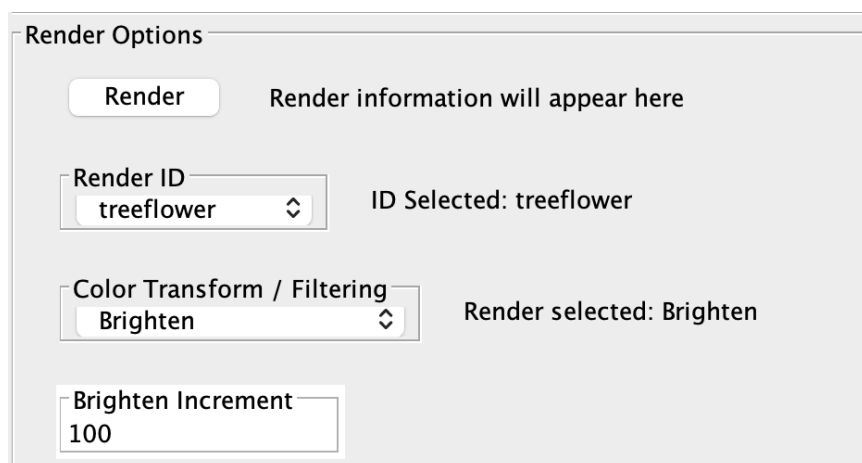 Render Options
Render
Render information will appear here
Render ID
treeflower
ID Selected: treeflower
Color Transform / Filtering
Brighten
Render selected: Brighten
Brighten Increment
100